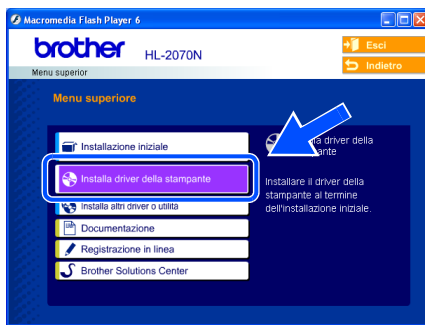 Macromedia Flash Player 6
brother
HL-2070N
Esci
Indietro
Menu superior
Menu superiore
Installazione iniziale
Installa driver della stampante
Installa altri driver o utilità
Documentazione
Registrazione in linea
Brother Solutions Center
driver della
Installare il driver della
stampante al termine
dell'installazione iniziale.